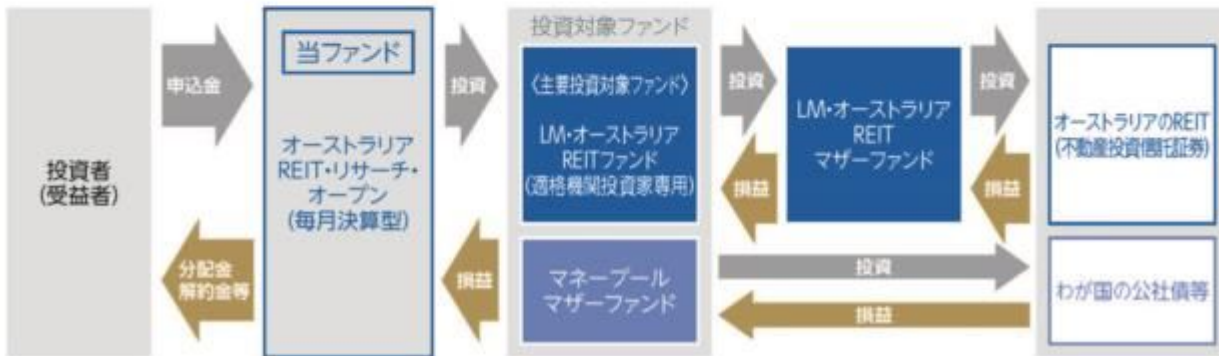 投資者
(受益者)
申込金
分配金
解約金等
当ファンド
オーストラリア
REIT・リサーチ・
オープン
(毎月決算型)
投資
損益
投資対象ファンド
〈主要投資対象ファンド〉
LM・オーストラリア
REITファンド
(適格機関投資家専用)
マネープール
マザーファンド
投資
損益
LM・オーストラリア
REIT
マザーファンド
投資
損益
投資
損益
オーストラリアのREIT
(不動産投資信託証券)
わが国の公社債等